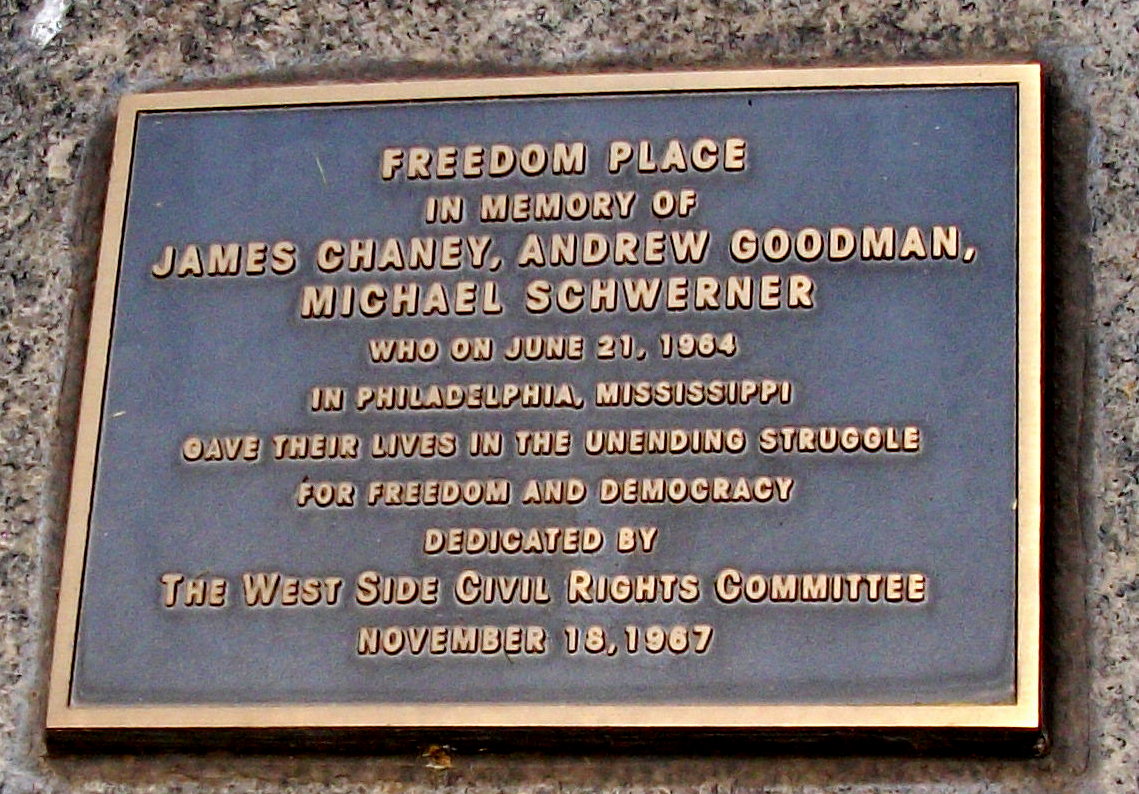 FREEDOM PLACE
IN MEMORY OF
JAMES CHANEY, ANDREW GOODMAN,
MICHAEL SCHWERNER
WHO ON JUNE 21, 1964
IN PHILADELPHIA, MISSISSIPPI
GAVE THEIR LIVES IN THE UNENDING STRUGGLE
FOR FREEDOM AND DEMOCRACY
DEDICATED BY
THE WEST SIDE CIVIL RIGHTS COMMITTEE
NOVEMBER 18, 1967